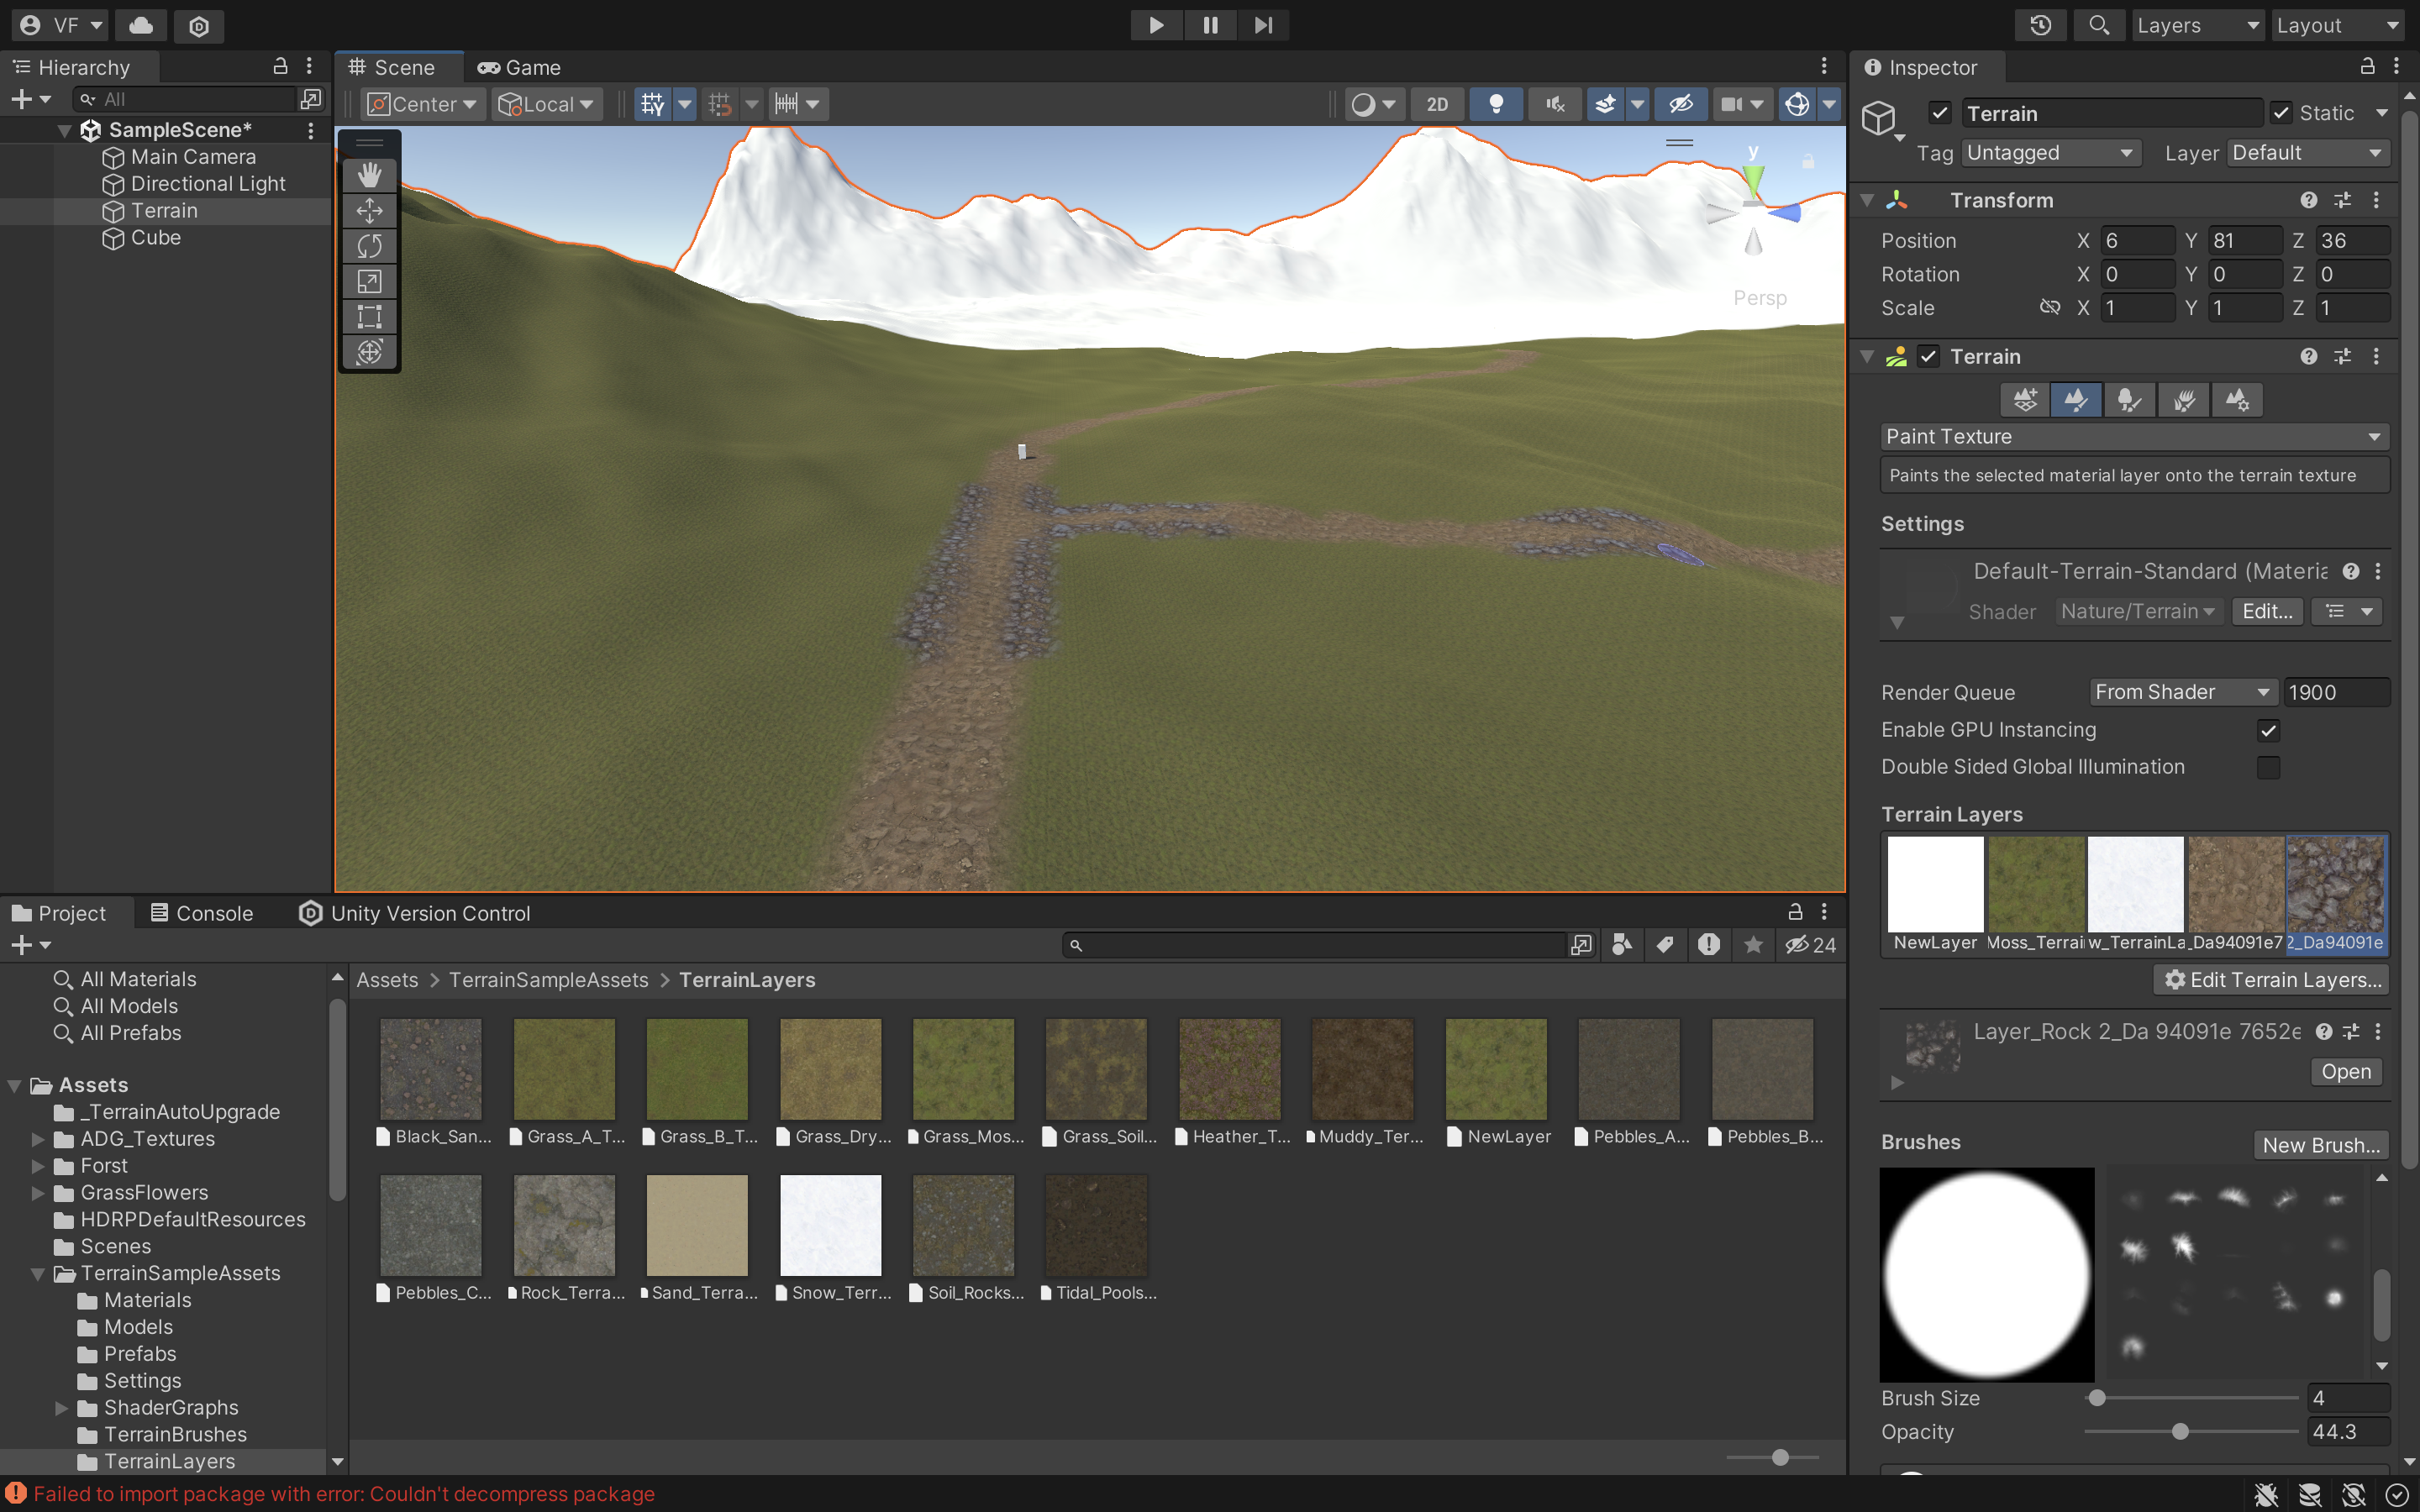 VF
Layers
Layout
Hierarchy
All
SampleScene*
Main Camera
Directional Light
Terrain
Cube
Scene
Game
Center
Local
2D
y
Persp
Inspector
Terrain
Static
Tag
Untagged
Layer
Default
Transform
Position X 6 Y 81 Z 36
Rotation X 0 Y 0 Z 0
Scale X 1 Y 1 Z 1
Terrain
Paint Texture
Paints the selected material layer onto the terrain texture
Settings
Default-Terrain-Standard (Materia
Shader Nature/Terrain Edit...
Render Queue From Shader 1900
Enable GPU Instancing
Double Sided Global Illumination
Terrain Layers
NewLayer Moss_Terrai w_TerrainLa _Da94091e7 2_Da94091e
Edit Terrain Layers...
Layer_Rock 2_Da 94091e 7652e
Open
Brushes
New Brush...
Brush Size 4
Opacity 44.3
Project
Console
Unity Version Control
24
All Materials
All Models
All Prefabs
Assets
_TerrainAutoUpgrade
ADG_Textures
Forst
GrassFlowers
HDRPDefaultResources
Scenes
TerrainSampleAssets
Materials
Models
Prefabs
Settings
ShaderGraphs
TerrainBrushes
TerrainLayers
Assets > TerrainSampleAssets > TerrainLayers
Black_San... Grass_A_T... Grass_B_T... Grass_Dry... Grass_Mos... Grass_Soil... Heather_T... Muddy_Ter... NewLayer Pebbles_A... Pebbles_B...
Pebbles_C... Rock_Terra... Sand_Terra... Snow_Terr... Soil_Rocks... Tidal_Pools...
Failed to import package with error: Couldn't decompress package